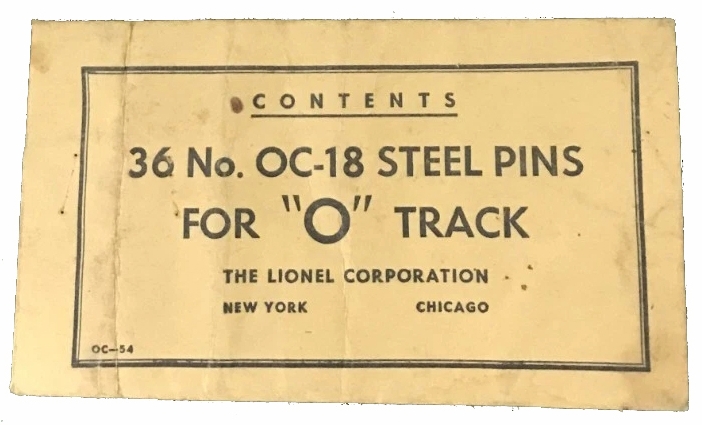 CONTENTS
36 No. OC-18 STEEL PINS
FOR "O" TRACK
THE LIONEL CORPORATION
NEW YORK CHICAGO
OC-54